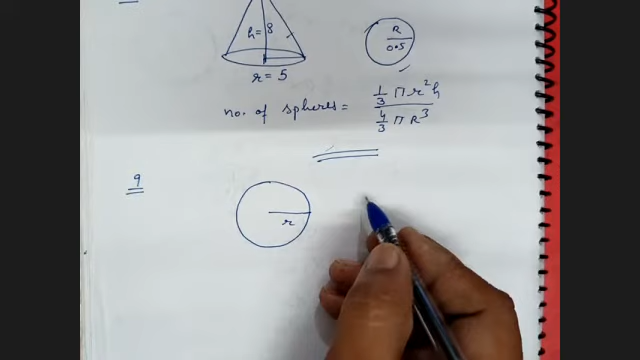 h=8
R
0.5
r = 5
no. of spheres = 1/3 π r² h / 4/3 π R³
9
r